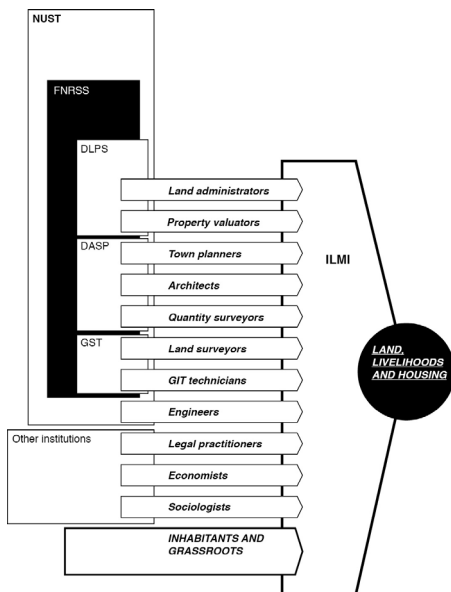 NUST
FNRSS
DLPS
Land administrators
Property valuators
DASP
Town planners
ILMI
Architects
Quantity surveyors
GST
Land surveyors
LAND,
LIVELIHOODS
AND HOUSING
GIT technicians
Engineers
Other institutions
Legal practitioners
Economists
Sociologists
INHABITANTS AND
GRASSROOTS